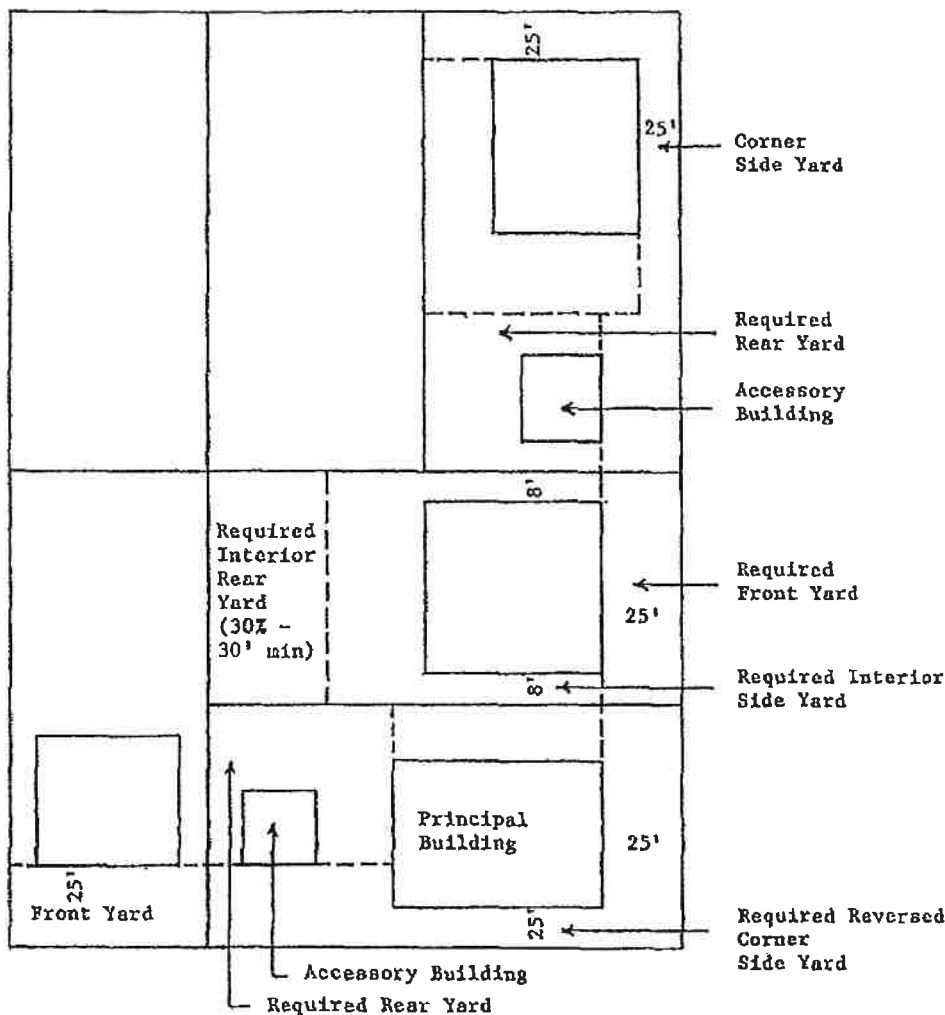 25'
25'
Corner
Side Yard
Required
Rear Yard
Accessory
Building
8'
Required
Interior
Rear
Yard
(30% -
30' min)
Required
Front Yard
25'
8'
Required Interior
Side Yard
Principal
Building
25'
25'
Front Yard
25'
Required Reversed
Corner
Side Yard
Accessory Building
Required Rear Yard